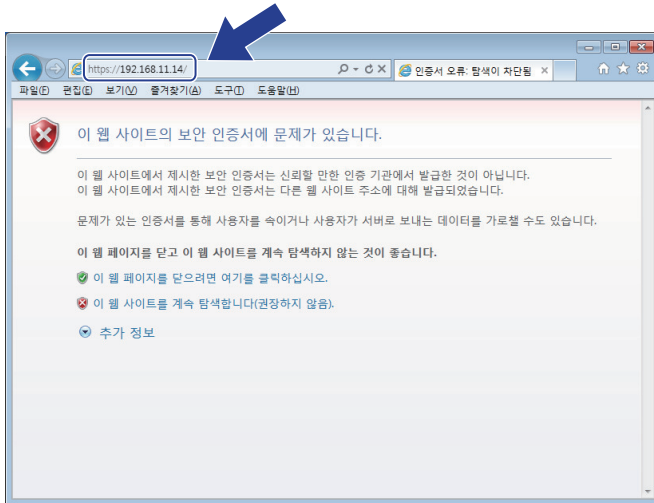 https://192.168.11.14/
인증서 오류: 탐색이 차단됨
파일(F) 편집(E) 보기(V) 즐겨찾기(A) 도구(T) 도움말(H)
이 웹 사이트의 보안 인증서에 문제가 있습니다.
이 웹 사이트에서 제시한 보안 인증서는 신뢰할 만한 인증 기관에서 발급한 것이 아닙니다.
이 웹 사이트에서 제시한 보안 인증서는 다른 웹 사이트 주소에 대해 발급되었습니다.
문제가 있는 인증서를 통해 사용자를 속이거나 사용자가 서버로 보내는 데이터를 가로챌 수도 있습니다.
이 웹 페이지를 닫고 이 웹 사이트를 계속 탐색하지 않는 것이 좋습니다.
이 웹 페이지를 닫으려면 여기를 클릭하십시오.
이 웹 사이트를 계속 탐색합니다(권장하지 않음).
추가 정보